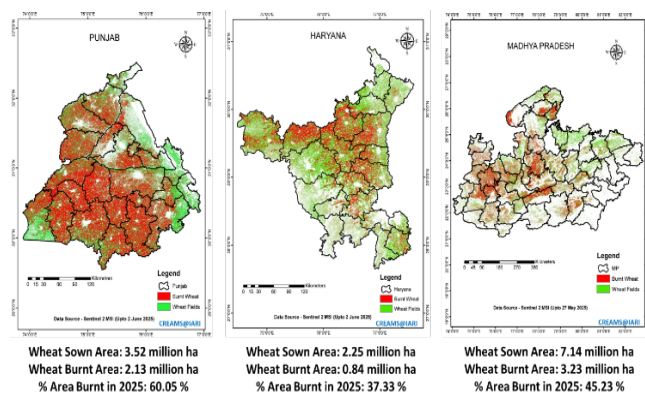 PUNJAB
Kilometers
Legend
Punjab
Burnt Wheat
Wheat Fields
Data Source - Sentinel 2 MSI (Upto 2 June 2025)
CREAMS@IARI
Wheat Sown Area: 3.52 million ha
Wheat Burnt Area: 2.13 million ha
% Area Burnt in 2025: 60.05 %
HARYANA
Kilometers
Legend
Haryana
Burnt Wheat
Wheat Fields
Data Source - Sentinel 2 MSI (Upto 2 June 2025)
CREAMS@IARI
Wheat Sown Area: 2.25 million ha
Wheat Burnt Area: 0.84 million ha
% Area Burnt in 2025: 37.33 %
MADHYA PRADESH
Kilometers
Legend
MP
Burnt Wheat
Wheat Fields
Data Source - Sentinel 2 MSI (Upto 27 May 2025)
CREAMS@IARI
Wheat Sown Area: 7.14 million ha
Wheat Burnt Area: 3.23 million ha
% Area Burnt in 2025: 45.23 %